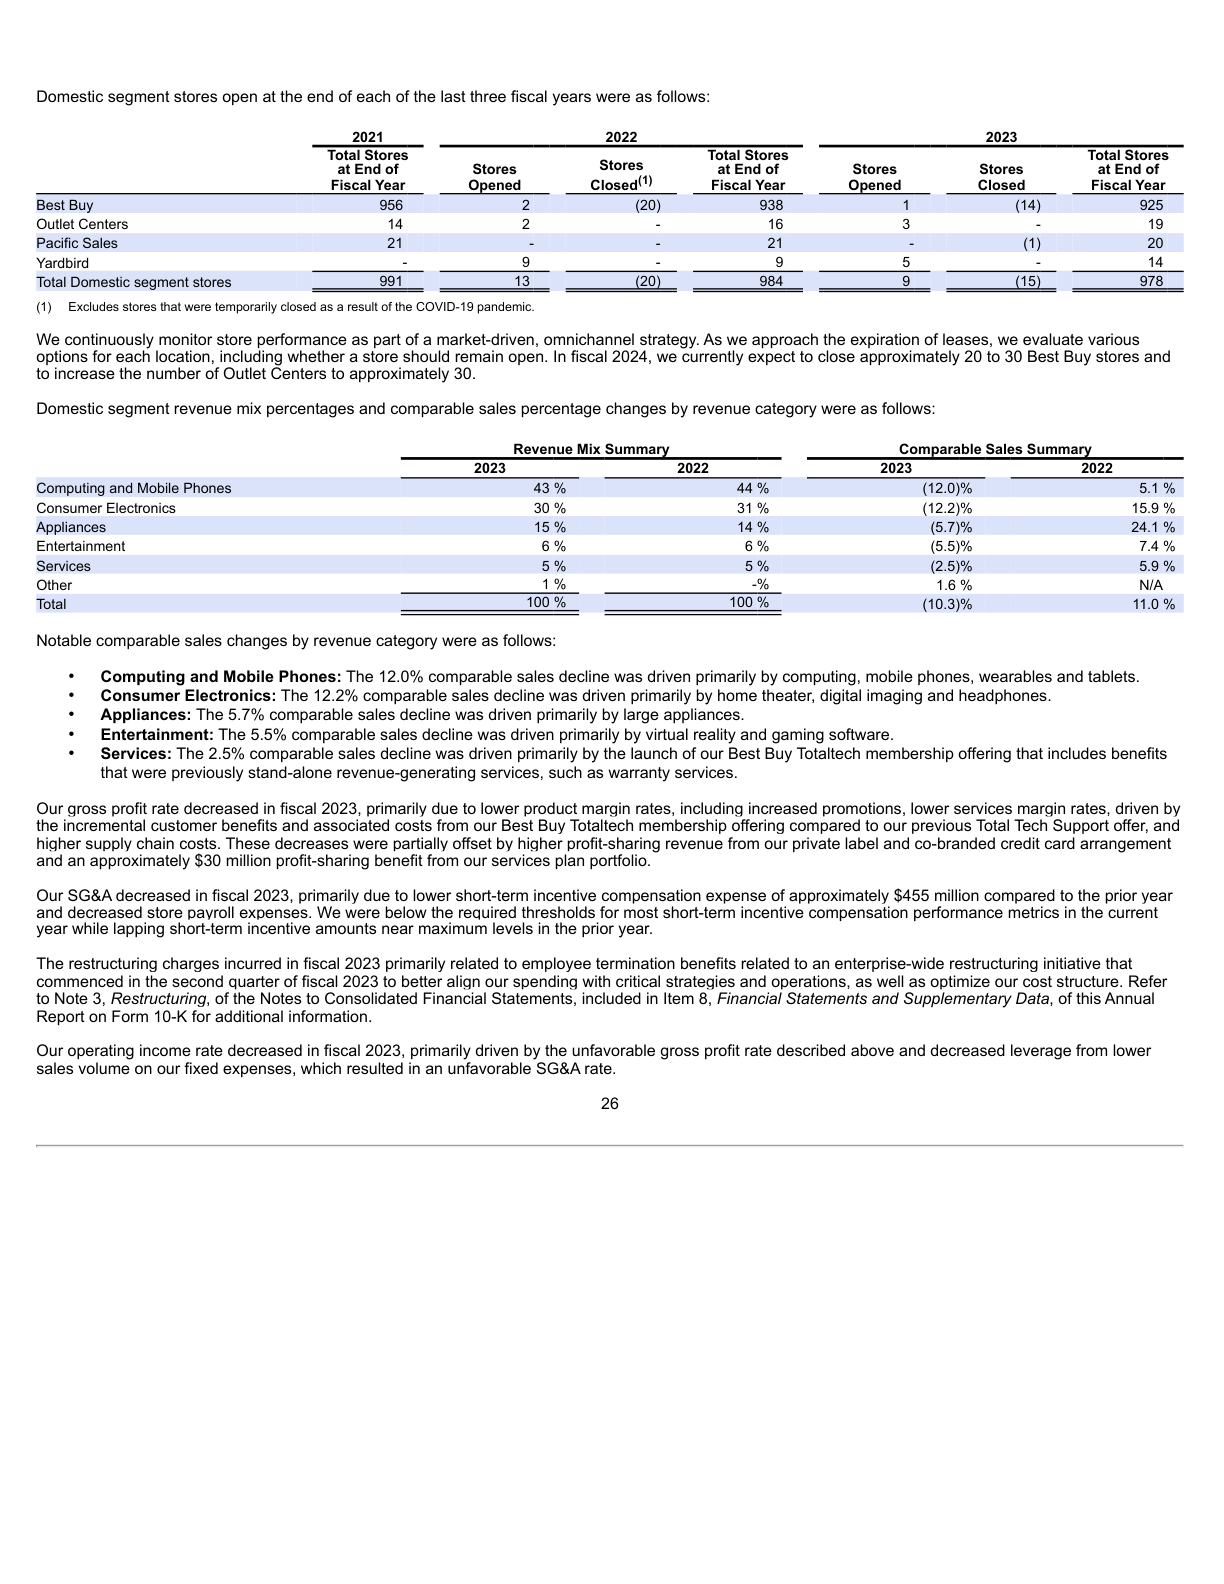 Domestic segment stores open at the end of each of the last three fiscal years were as follows:
2021 2022 2023
Total Stores at End of Fiscal Year Stores Opened Stores Closed(1) Total Stores at End of Fiscal Year Stores Opened Stores Closed Total Stores at End of Fiscal Year
Best Buy 956 2 (20) 938 1 (14) 925
Outlet Centers 14 2 - 16 3 - 19
Pacific Sales 21 - - 21 - (1) 20
Yardbird - 9 - 9 5 - 14
Total Domestic segment stores 991 13 (20) 984 9 (15) 978
(1) Excludes stores that were temporarily closed as a result of the COVID-19 pandemic.
We continuously monitor store performance as part of a market-driven, omnichannel strategy. As we approach the expiration of leases, we evaluate various
options for each location, including whether a store should remain open. In fiscal 2024, we currently expect to close approximately 20 to 30 Best Buy stores and
to increase the number of Outlet Centers to approximately 30.
Domestic segment revenue mix percentages and comparable sales percentage changes by revenue category were as follows:
Revenue Mix Summary Comparable Sales Summary
2023 2022 2023 2022
Computing and Mobile Phones 43 % 44 % (12.0)% 5.1 %
Consumer Electronics 30 % 31 % (12.2)% 15.9 %
Appliances 15 % 14 % (5.7)% 24.1 %
Entertainment 6 % 6 % (5.5)% 7.4 %
Services 5 % 5 % (2.5)% 5.9 %
Other 1 % -% 1.6 % N/A
Total 100 % 100 % (10.3)% 11.0 %
Notable comparable sales changes by revenue category were as follows:
• Computing and Mobile Phones: The 12.0% comparable sales decline was driven primarily by computing, mobile phones, wearables and tablets.
• Consumer Electronics: The 12.2% comparable sales decline was driven primarily by home theater, digital imaging and headphones.
• Appliances: The 5.7% comparable sales decline was driven primarily by large appliances.
• Entertainment: The 5.5% comparable sales decline was driven primarily by virtual reality and gaming software.
• Services: The 2.5% comparable sales decline was driven primarily by the launch of our Best Buy Totaltech membership offering that includes benefits
that were previously stand-alone revenue-generating services, such as warranty services.
Our gross profit rate decreased in fiscal 2023, primarily due to lower product margin rates, including increased promotions, lower services margin rates, driven by
the incremental customer benefits and associated costs from our Best Buy Totaltech membership offering compared to our previous Total Tech Support offer, and
higher supply chain costs. These decreases were partially offset by higher profit-sharing revenue from our private label and co-branded credit card arrangement
and an approximately $30 million profit-sharing benefit from our services plan portfolio.
Our SG&A decreased in fiscal 2023, primarily due to lower short-term incentive compensation expense of approximately $455 million compared to the prior year
and decreased store payroll expenses. We were below the required thresholds for most short-term incentive compensation performance metrics in the current
year while lapping short-term incentive amounts near maximum levels in the prior year.
The restructuring charges incurred in fiscal 2023 primarily related to employee termination benefits related to an enterprise-wide restructuring initiative that
commenced in the second quarter of fiscal 2023 to better align our spending with critical strategies and operations, as well as optimize our cost structure. Refer
to Note 3, Restructuring, of the Notes to Consolidated Financial Statements, included in Item 8, Financial Statements and Supplementary Data, of this Annual
Report on Form 10-K for additional information.
Our operating income rate decreased in fiscal 2023, primarily driven by the unfavorable gross profit rate described above and decreased leverage from lower
sales volume on our fixed expenses, which resulted in an unfavorable SG&A rate.
26